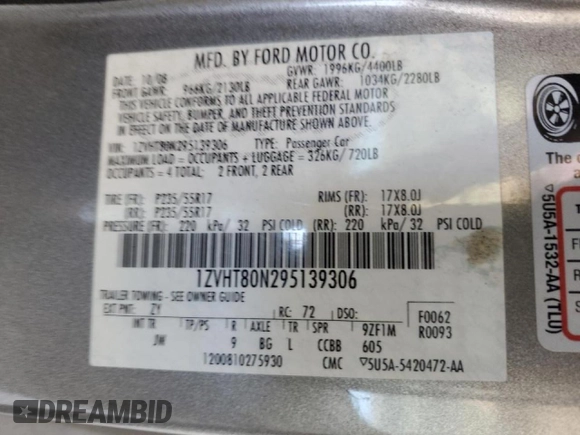 MFD. BY FORD MOTOR CO.
DATE: 10/08 GVWR: 1996KG/4400LB
FRONT GAWR: 966KG/2130LB REAR GAWR: 1034KG/2280LB
THIS VEHICLE CONFORMS TO ALL APPLICABLE FEDERAL MOTOR
VEHICLE SAFETY, BUMPER, AND THEFT PREVENTION STANDARDS
IN EFFECT ON THE DATE OF MANUFACTURE SHOWN ABOVE.
VIN: 1ZVHT80N295139306 TYPE: Passenger Car
MAXIMUM LOAD = OCCUPANTS + LUGGAGE = 326KG/720LB
OCCUPANTS = 4 TOTAL; 2 FRONT, 2 REAR
TIRE (FR): P235/55R17 RIMS (FR): 17X8.0J
(RR): P235/55R17 (RR): 17X8.0J
PRESSURE (FR): 220 kPa/ 32 PSI COLD (RR): 220 kPa/ 32 PSI COLD
1ZVHT80N295139306
TRAILER TOWING - SEE OWNER GUIDE
EXT PNT: ZY RC: 72 DSO: F0062
INT TR TP/PS R AXLE TR SPR 9ZF1M R0093
JW 9 BG L CCBB 605
1200810275930 CMC ▽5U5A-5420472-AA
The c
a
▽5U5A-1532-AA (TLU)
F
R
S
DREAMBID